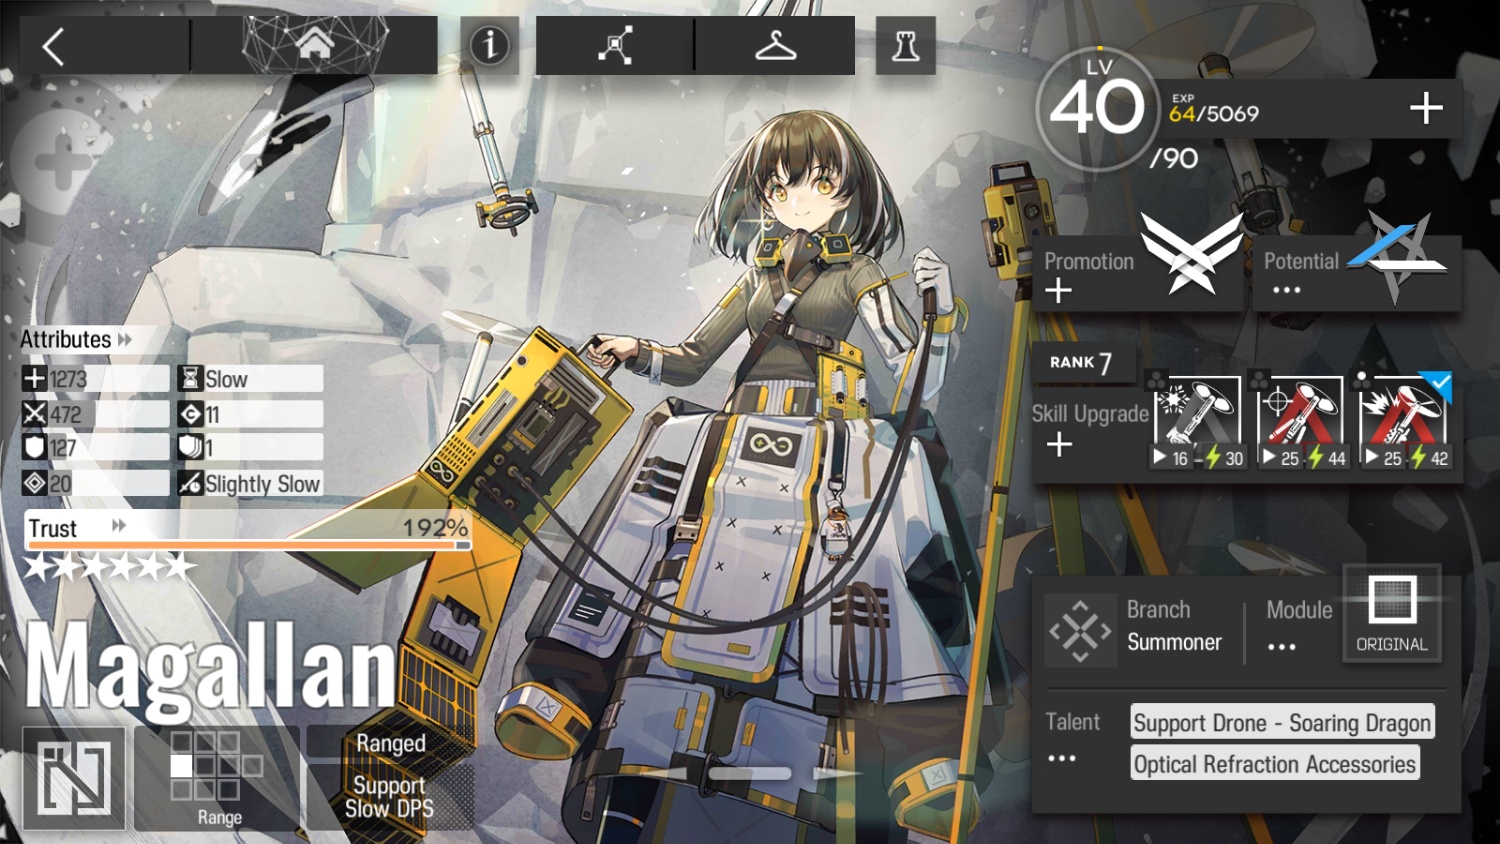 LV
40
/90
EXP
64/5069
Promotion
Potential
RANK 7
Skill Upgrade
16
30
25
44
25
42
Attributes
1273
Slow
472
11
127
1
20
Slightly Slow
Trust
192%
Magallan
Range
Ranged
Support
Slow DPS
Branch
Summoner
Module
ORIGINAL
Talent
Support Drone - Soaring Dragon
Optical Refraction Accessories